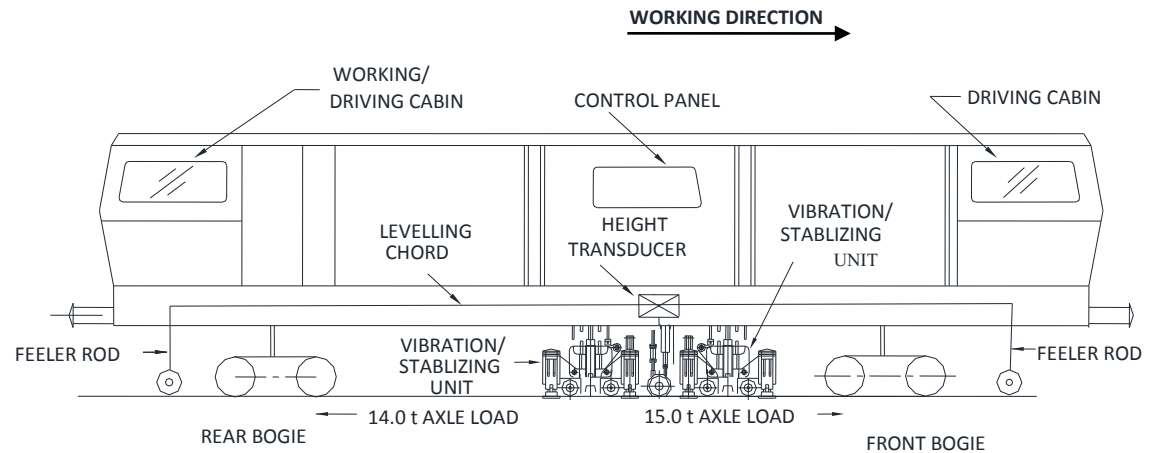 WORKING DIRECTION
WORKING/
DRIVING CABIN
CONTROL PANEL
DRIVING CABIN
LEVELLING
CHORD
HEIGHT
TRANSDUCER
VIBRATION/
STABLIZING
UNIT
FEELER ROD
VIBRATION/
STABLIZING
UNIT
FEELER ROD
14.0 t AXLE LOAD
15.0 t AXLE LOAD
REAR BOGIE
FRONT BOGIE